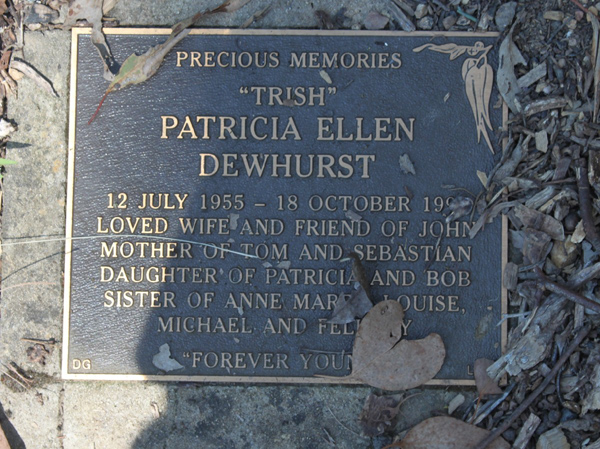 PRECIOUS MEMORIES
"TRISH"
PATRICIA ELLEN
DEWHURST
12 JULY 1955 – 18 OCTOBER
LOVED WIFE AND FRIEND OF JOHN
MOTHER OF TOM AND SEBASTIAN
DAUGHTER OF PATRICIA AND BOB
SISTER OF ANNE LOUISE,
MICHAEL AND
"FOREVER
DG